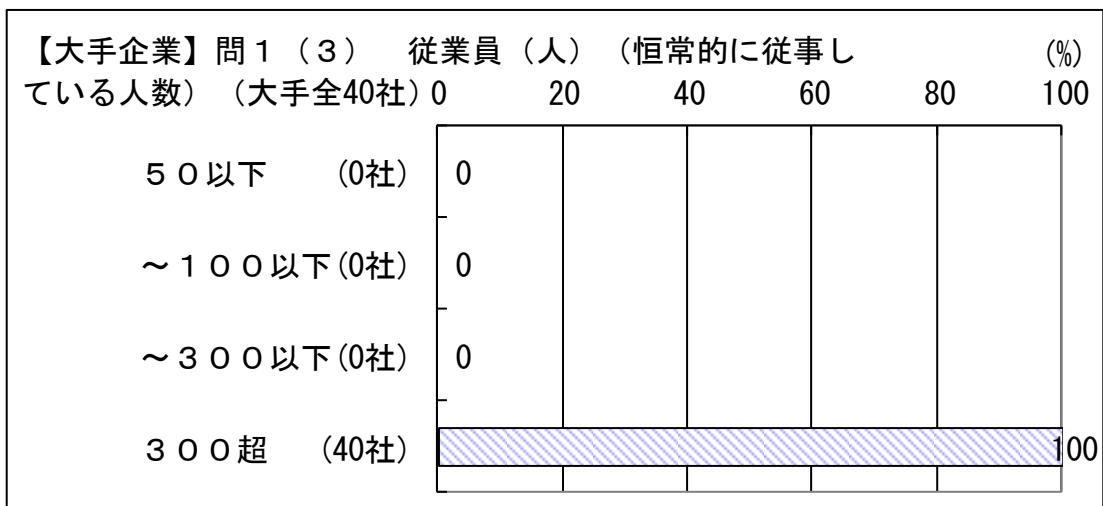 【大手企業】問１（３）　従業員（人）（恒常的に従事し
ている人数）（大手全40社）
(%)
0 20 40 60 80 100
５０以下　(0社) 0
～１００以下(0社) 0
～３００以下(0社) 0
３００超　(40社) 100